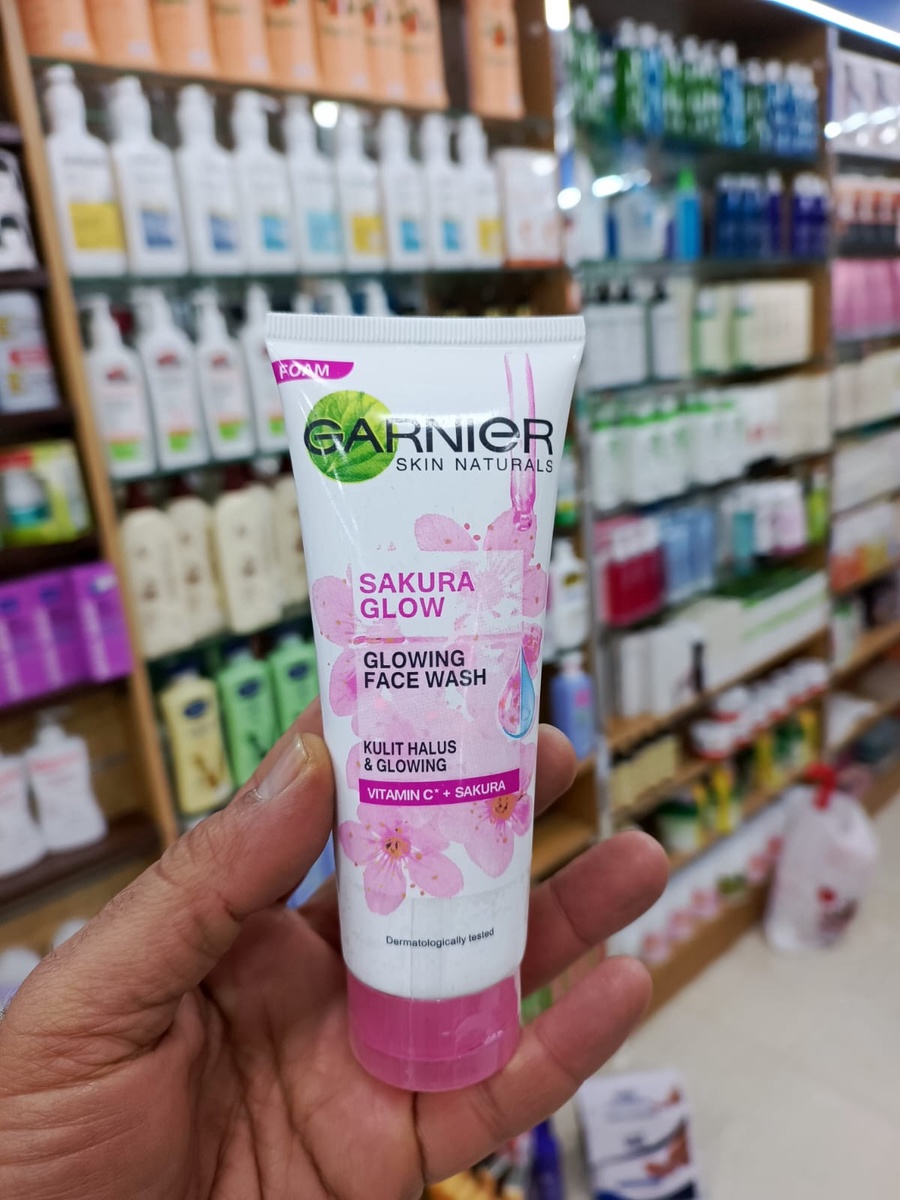 FOAM
GARNIER
SKIN NATURALS
SAKURA
GLOW
GLOWING
FACE WASH
KULIT HALUS
& GLOWING
VITAMIN C* + SAKURA
Dermatologically tested